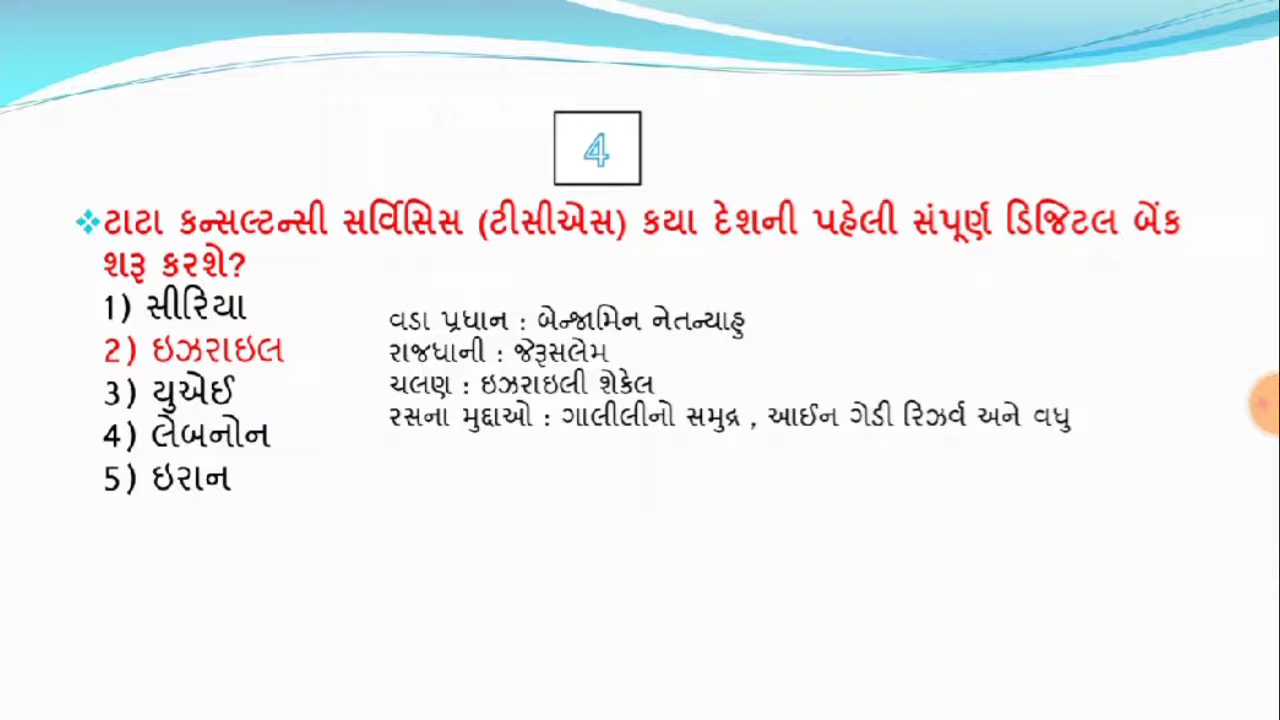 4
ટાટા કન્સલ્ટન્સી સર્વિસિસ (ટીસીએસ) કયા દેશની પહેલી સંપૂર્ણ ડિજિટલ બેંક
શરૂ કરશે?
1) સીરિયા
2) ઇઝરાઇલ
3) યુએઈ
4) લેબનોન
5) ઇરાન
વડા પ્રધાન : બેન્જામિન નેતન્યાહુ
રાજધાની : જેરૂસલેમ
ચલણ : ઇઝરાઇલી શેકેલ
રસના મુદ્દાઓ : ગાલીલીનો સમુદ્ર , આઈન ગેડી રિઝર્વ અને વધુ